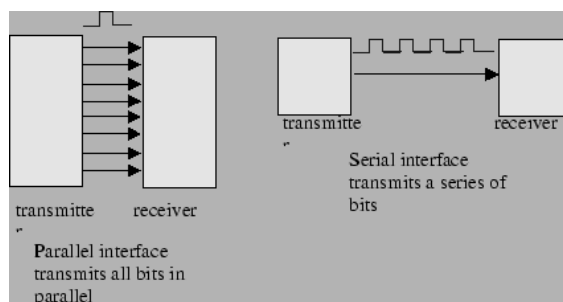 transmitte
r
receiver
Parallel interface
transmits all bits in
parallel
transmitte
r
receiver
Serial interface
transmits a series of
bits